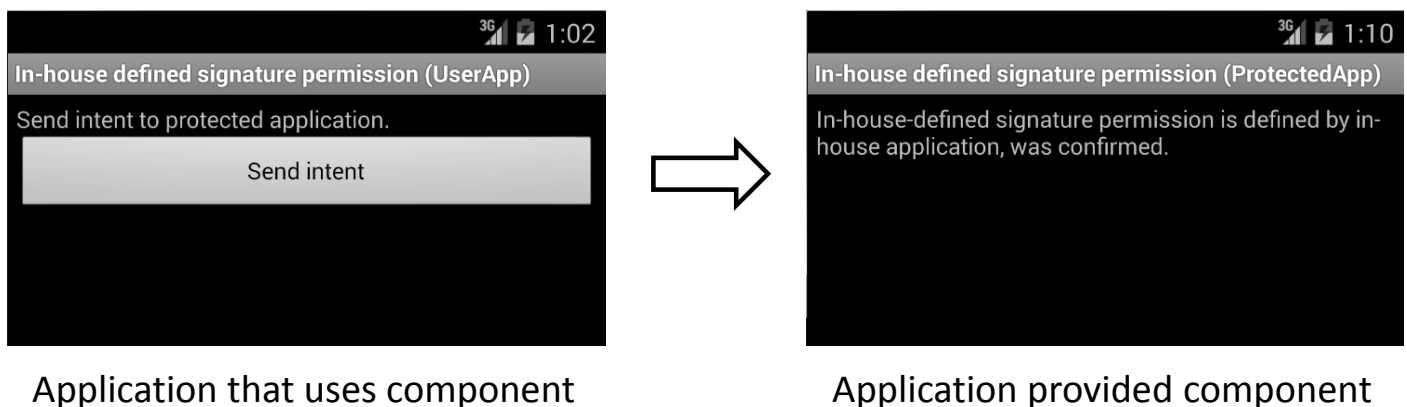 3G 1:02
In-house defined signature permission (UserApp)
Send intent to protected application.
Send intent
Application that uses component
3G 1:10
In-house defined signature permission (ProtectedApp)
In-house-defined signature permission is defined by in-
house application, was confirmed.
Application provided component